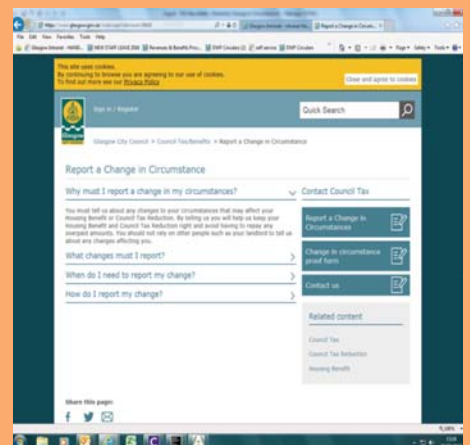 File Edit View Favorites Tools Help
This site uses cookies.
By continuing to browse you are agreeing to our use of cookies.
To find out more see our Privacy Policy
Close and agree to cookies
Glasgow
Sign in / Register
Quick Search
Glasgow City Council > Council Tax/Benefits > Report a Change in Circumstance
Report a Change in Circumstance
Why must I report a change in my circumstances?
You must tell us about any changes to your circumstances that may affect your
Housing Benefit or Council Tax Reduction. By telling us you will help us keep your
Housing Benefit and Council Tax Reduction right and avoid having to repay any
overpaid amounts. You should not rely on other people such as your landlord to tell us
about any changes affecting you.
What changes must I report?
When do I need to report my change?
How do I report my change?
Contact Council Tax
Report a Change in
Circumstances
Change in circumstance
proof form
Contact us
Related content
Council Tax
Council Tax Reduction
Housing Benefit
Share this page: